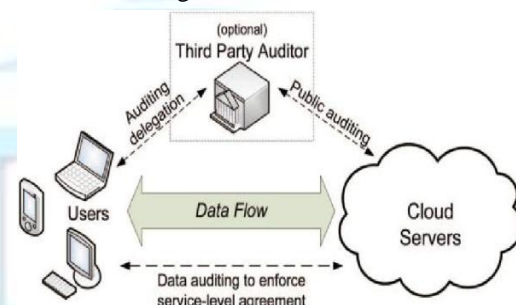 (optional)
Third Party Auditor
Auditing
delegation
Public auditing
Users
Data Flow
Cloud
Servers
Data auditing to enforce
service-level agreement